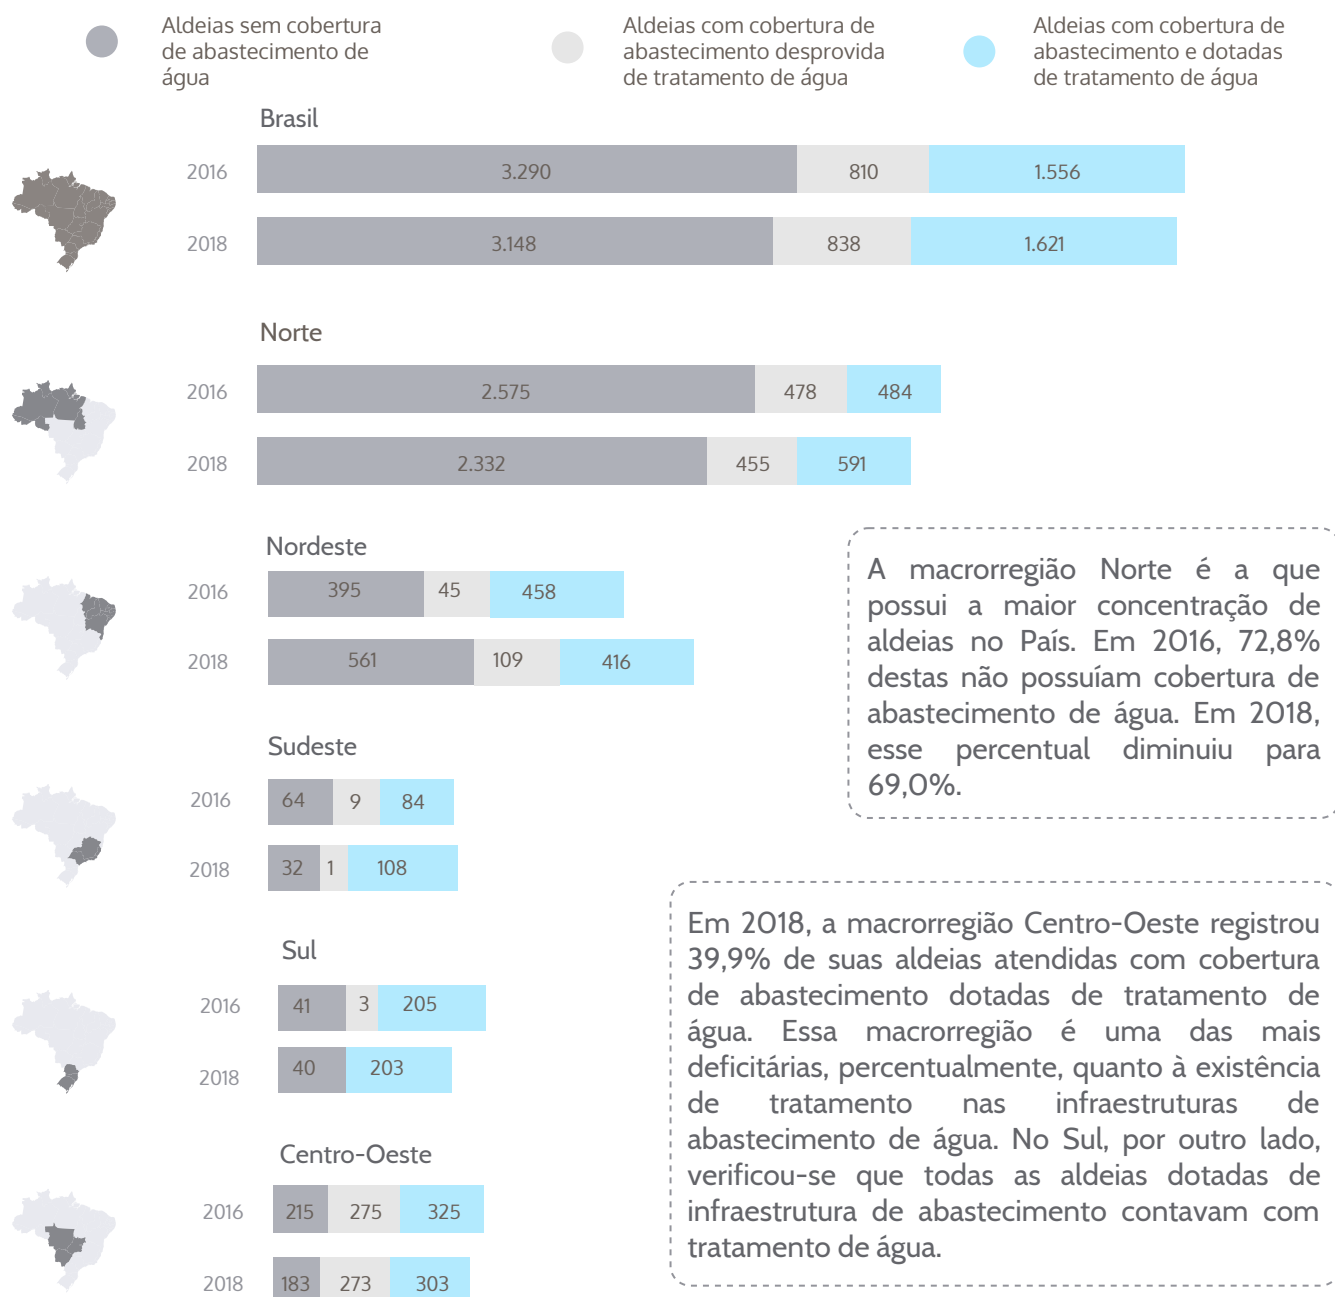 Aldeias sem cobertura
de abastecimento de
água
Aldeias com cobertura de
abastecimento desprovida
de tratamento de água
Aldeias com cobertura de
abastecimento e dotadas
de tratamento de água
Brasil
2016 3.290 810 1.556
2018 3.148 838 1.621
Norte
2016 2.575 478 484
2018 2.332 455 591
Nordeste
2016 395 45 458
2018 561 109 416
Sudeste
2016 64 9 84
2018 32 1 108
Sul
2016 41 3 205
2018 40 203
Centro-Oeste
2016 215 275 325
2018 183 273 303
A macrorregião Norte é a que
possui a maior concentração de
aldeias no País. Em 2016, 72,8%
destas não possuíam cobertura de
abastecimento de água. Em 2018,
esse percentual diminuiu para
69,0%.
Em 2018, a macrorregião Centro-Oeste registrou
39,9% de suas aldeias atendidas com cobertura
de abastecimento dotadas de tratamento de
água. Essa macrorregião é uma das mais
deficitárias, percentualmente, quanto à existência
de tratamento nas infraestruturas de
abastecimento de água. No Sul, por outro lado,
verificou-se que todas as aldeias dotadas de
infraestrutura de abastecimento contavam com
tratamento de água.